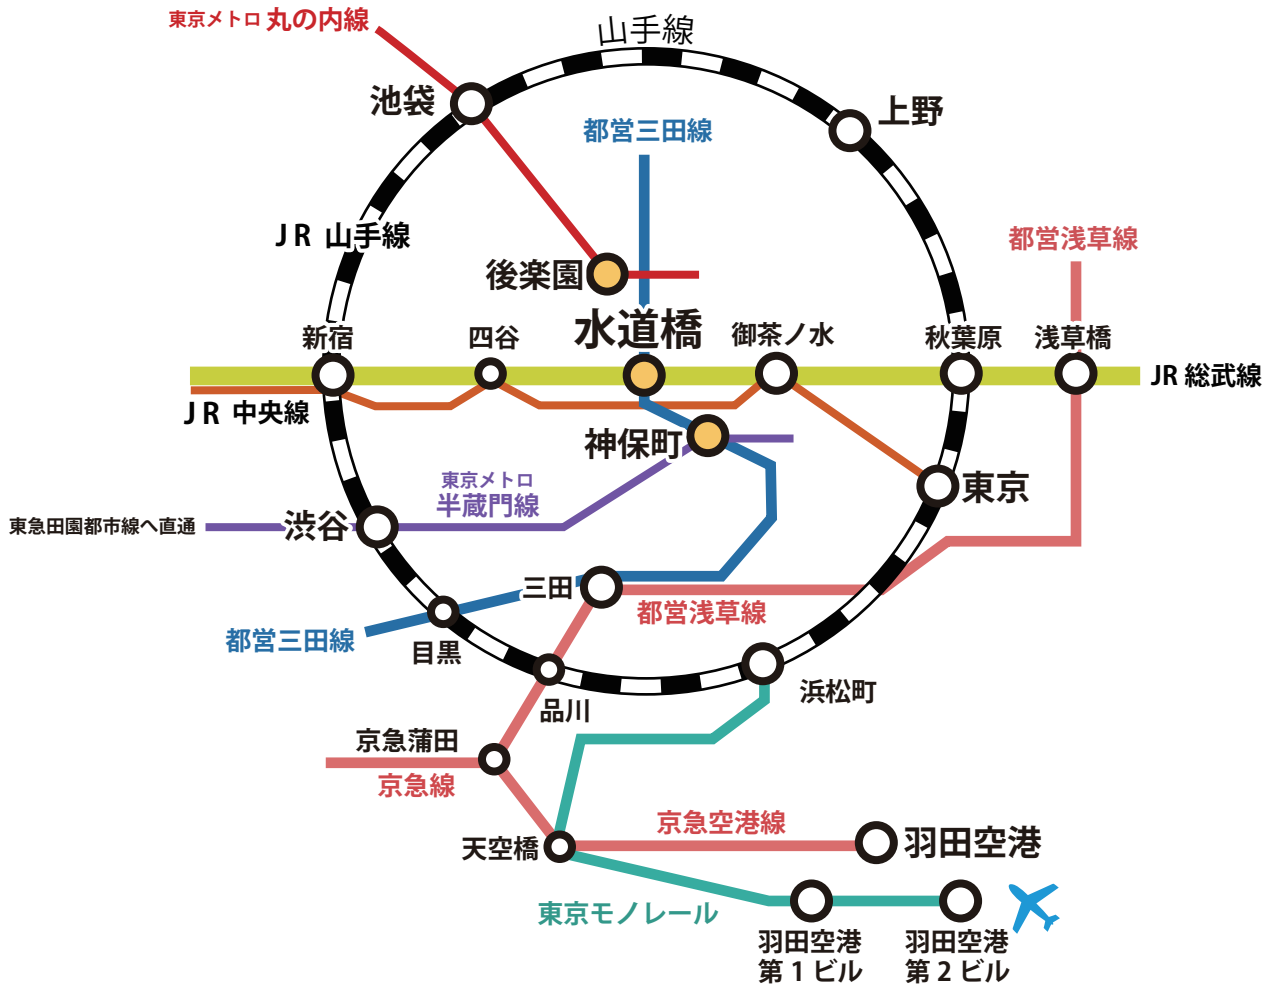 東京メトロ 丸の内線
山手線
池袋
上野
都営三田線
JR 山手線
都営浅草線
後楽園
新宿
四谷
水道橋
御茶ノ水
秋葉原
浅草橋
JR 総武線
JR 中央線
神保町
東京メトロ
半蔵門線
東京
東急田園都市線へ直通
渋谷
三田
都営浅草線
都営三田線
目黒
浜松町
品川
京急蒲田
京急線
京急空港線
天空橋
羽田空港
東京モノレール
羽田空港
第1ビル
羽田空港
第2ビル